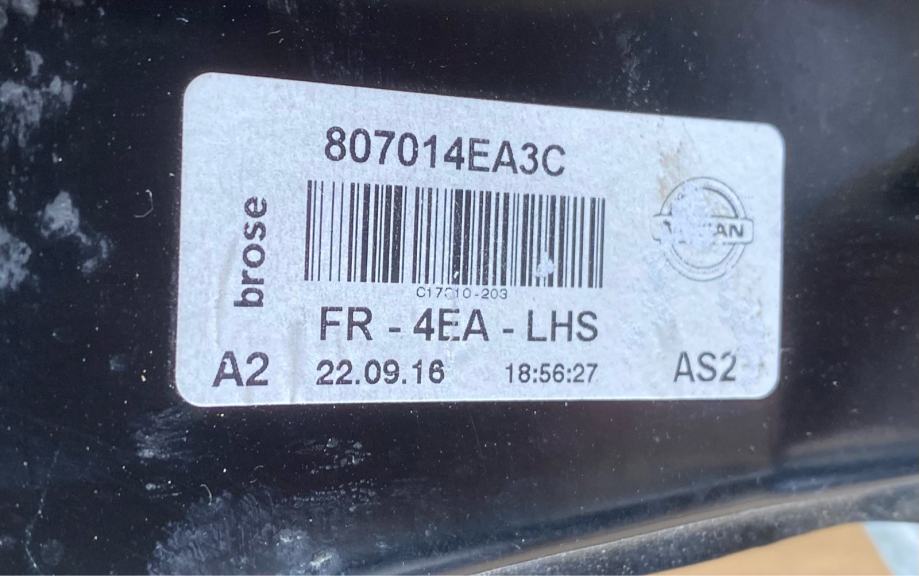 807014EA3C
brose
FR - 4EA - LHS
A2
22.09.16
18:56:27
AS2